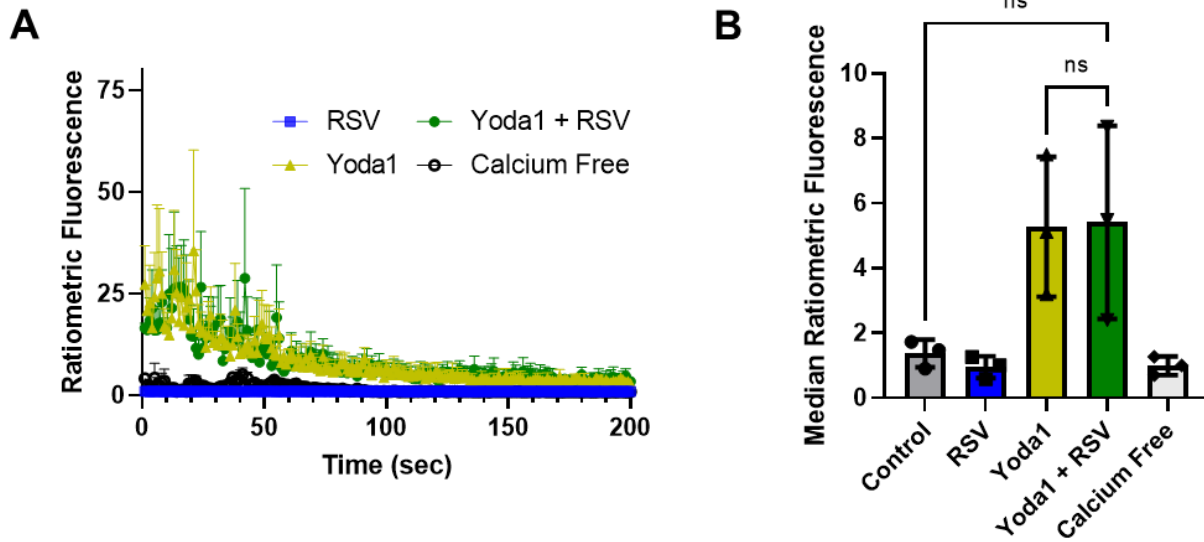 A
Ratiometric Fluorescence
75
50
25
0
RSV
Yoda1 + RSV
Yoda1
Calcium Free
0
50
100
150
200
Time (sec)
B
Median Ratiometric Fluorescence
10
8
6
4
2
0
ns
ns
Control
RSV
Yoda1
Yoda1 + RSV
Calcium Free